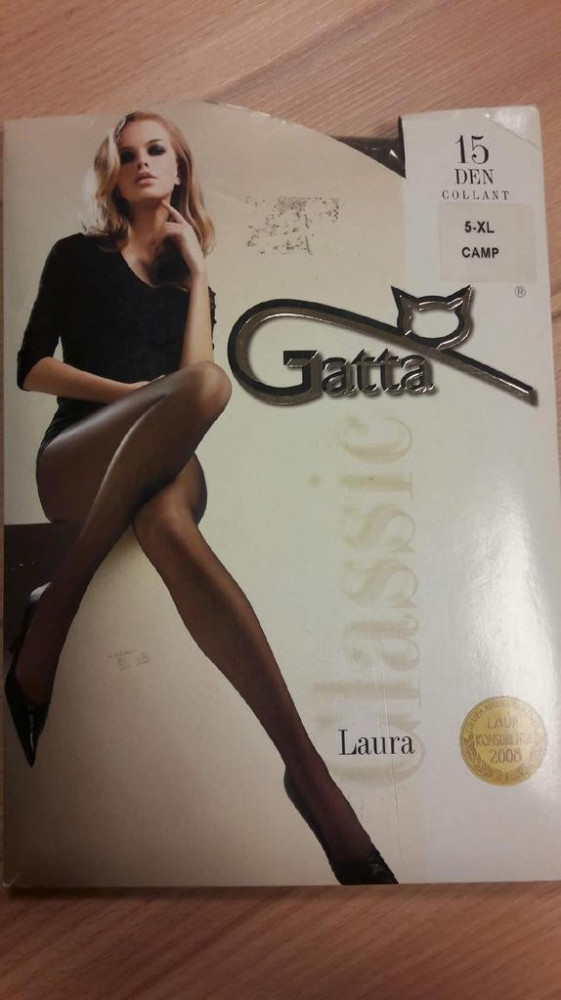 15
DEN
COLLANT
5-XL
CAMP
Gatta
®
Classic
Laura
LAUR
KONSUMENTA
2008